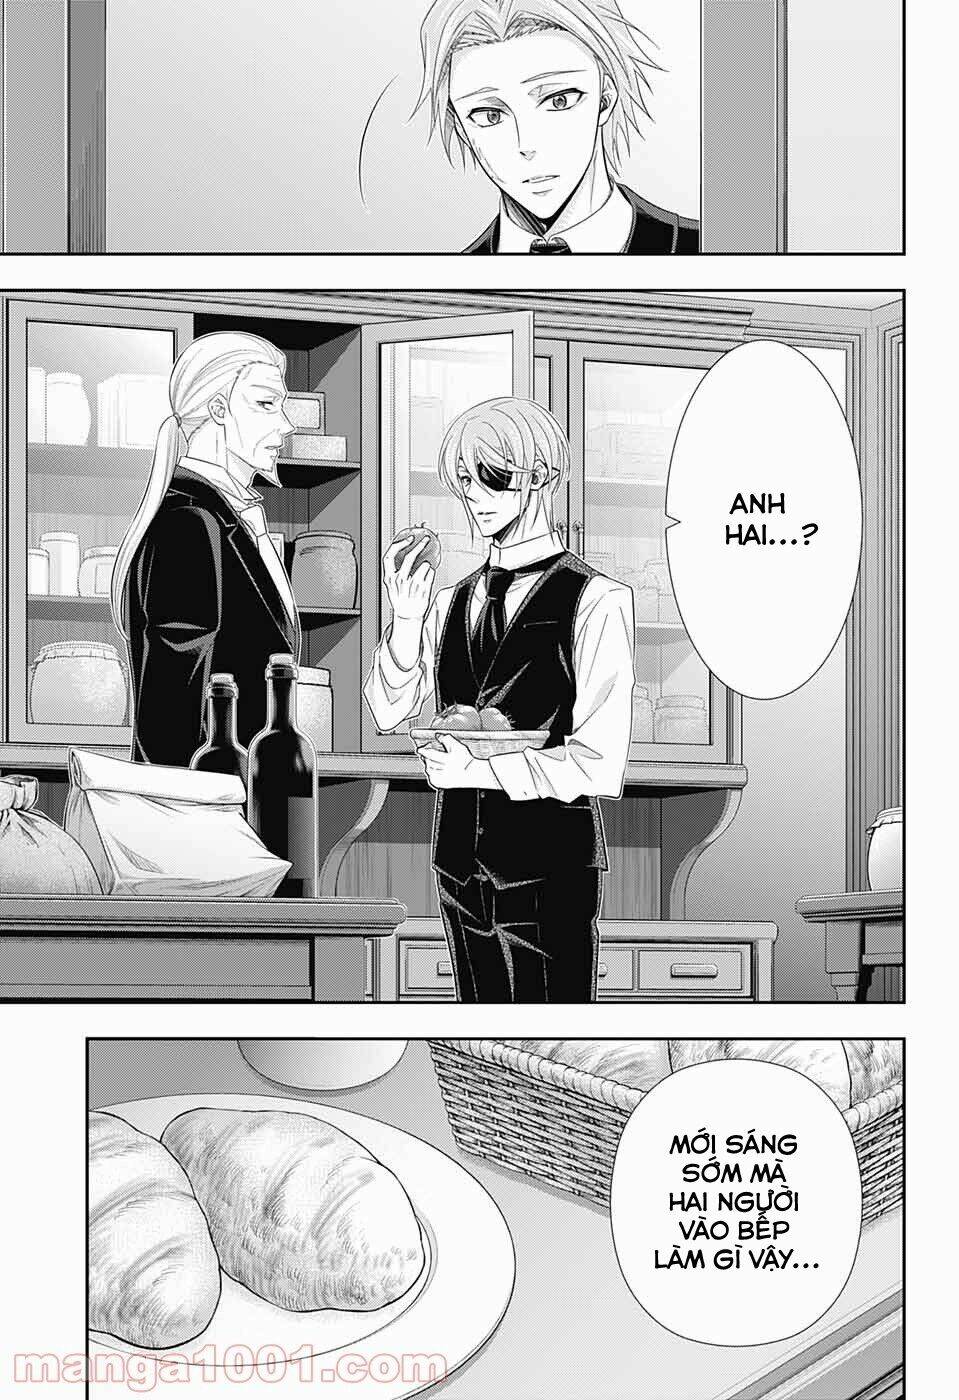 ANH
HAI...?
MỚI SÁNG
SỚM MÀ
HAI NGƯỜI
VÀO BẾP
LÀM GÌ VẬY...
manga1001.com